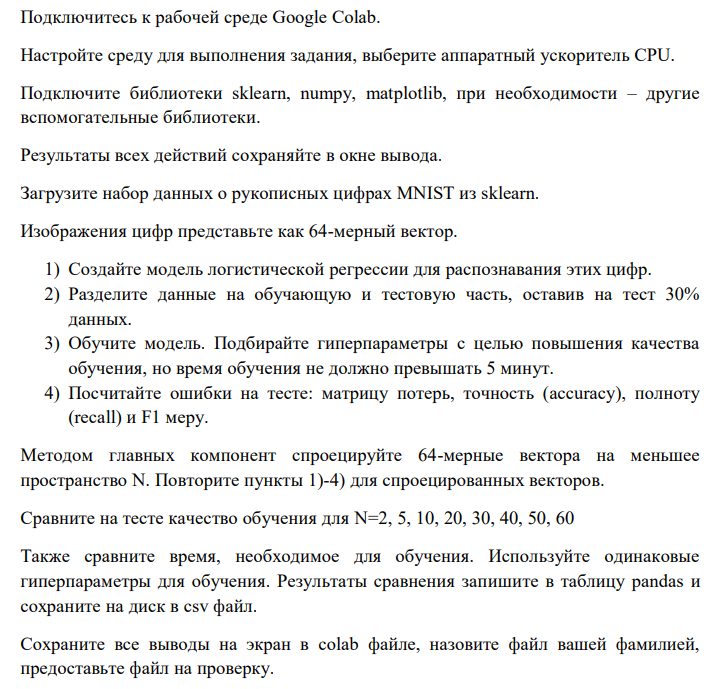 Подключитесь к рабочей среде Google Colab.
Настройте среду для выполнения задания, выберите аппаратный ускоритель CPU.
Подключите библиотеки sklearn, numpy, matplotlib, при необходимости – другие
вспомогательные библиотеки.
Результаты всех действий сохраняйте в окне вывода.
Загрузите набор данных о рукописных цифрах MNIST из sklearn.
Изображения цифр представьте как 64-мерный вектор.
1) Создайте модель логистической регрессии для распознавания этих цифр.
2) Разделите данные на обучающую и тестовую часть, оставив на тест 30%
данных.
3) Обучите модель. Подбирайте гиперпараметры с целью повышения качества
обучения, но время обучения не должно превышать 5 минут.
4) Посчитайте ошибки на тесте: матрицу потерь, точность (accuracy), полноту
(recall) и F1 меру.
Методом главных компонент спроецируйте 64-мерные вектора на меньшее
пространство N. Повторите пункты 1)-4) для спроецированных векторов.
Сравните на тесте качество обучения для N=2, 5, 10, 20, 30, 40, 50, 60
Также сравните время, необходимое для обучения. Используйте одинаковые
гиперпараметры для обучения. Результаты сравнения запишите в таблицу pandas и
сохраните на диск в csv файл.
Сохраните все выводы на экран в colab файле, назовите файл вашей фамилией,
предоставьте файл на проверку.